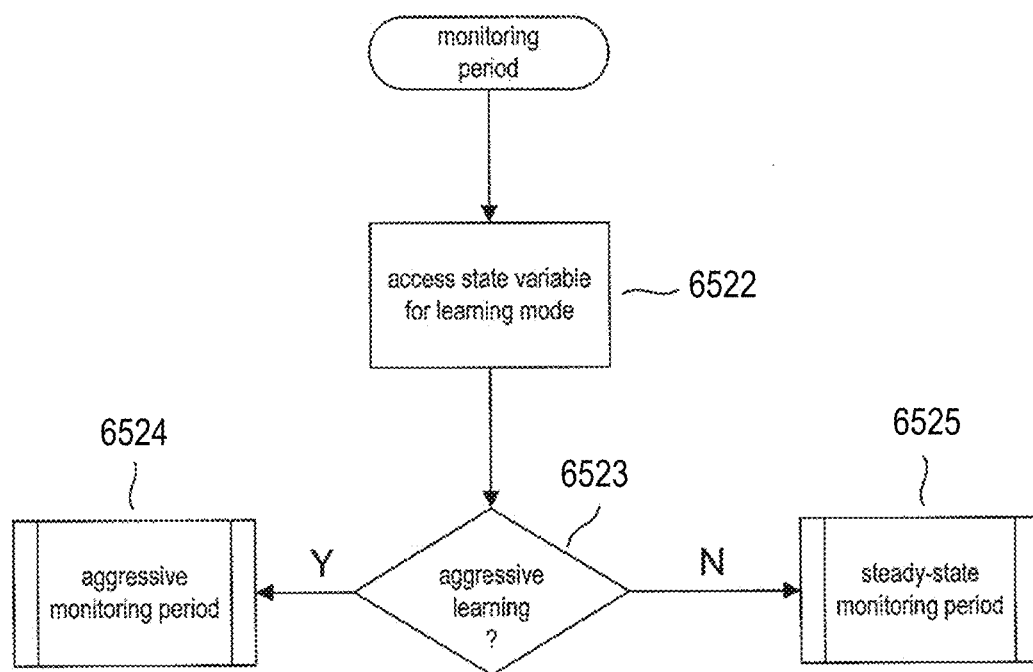 monitoring
period
access state variable
for learning mode
6522
6524
6525
6523
Y
N
aggressive
monitoring period
aggressive
learning
?
steady-state
monitoring period